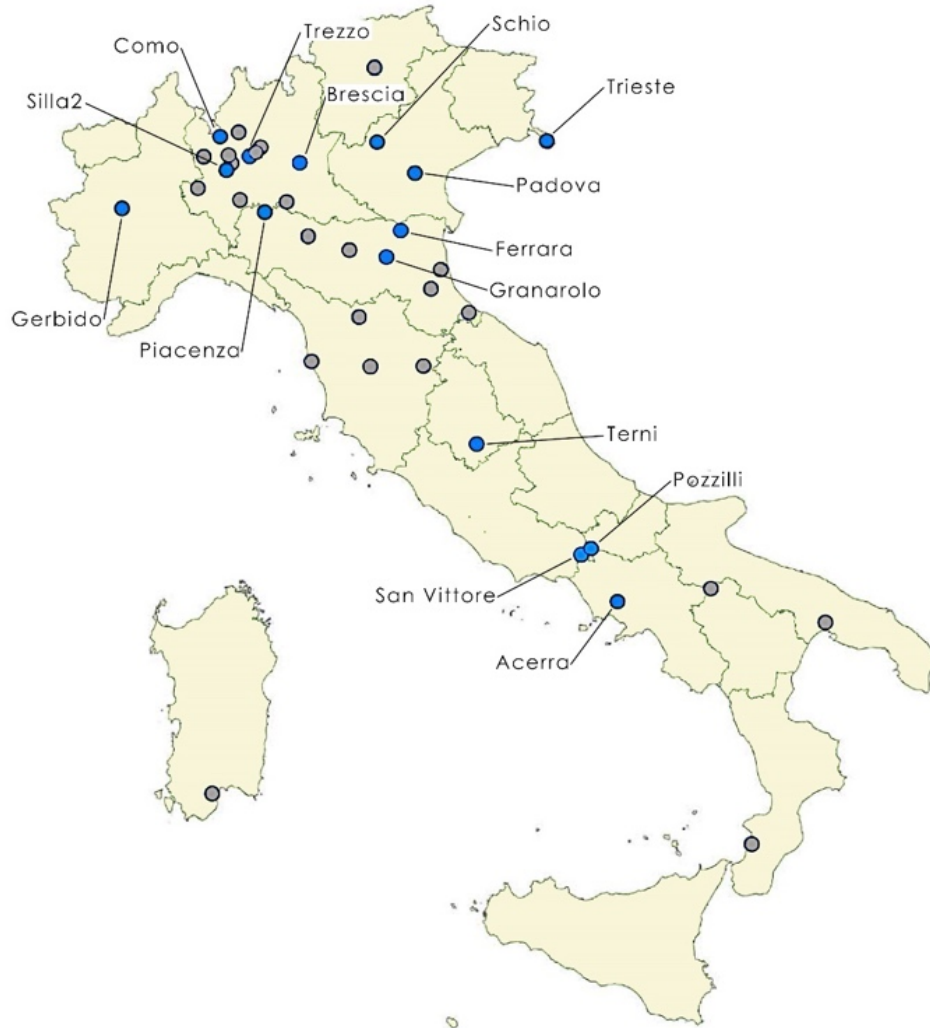 Trezzo
Schio
Como
Brescia
Trieste
Silla2
Padova
Ferrara
Granarolo
Gerbido
Piacenza
Terni
Pozzilli
San Vittore
Acerra